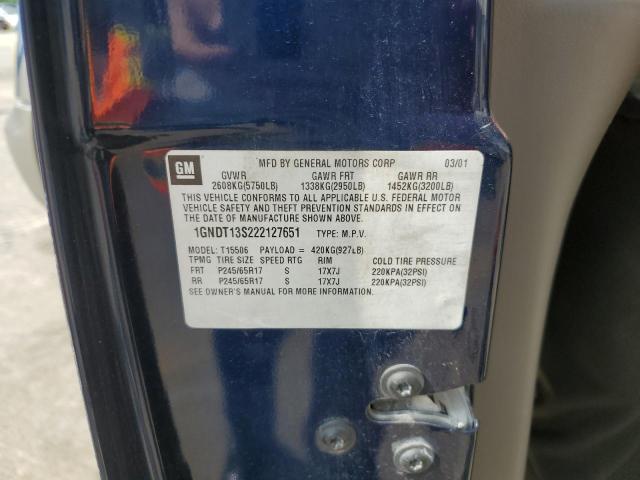 GM
MFD BY GENERAL MOTORS CORP 03/01
GVWR GAWR FRT GAWR RR
2608KG(5750LB) 1338KG(2950LB) 1452KG(3200LB)
THIS VEHICLE CONFORMS TO ALL APPLICABLE U.S. FEDERAL MOTOR
VEHICLE SAFETY AND THEFT PREVENTION STANDARDS IN EFFECT ON
THE DATE OF MANUFACTURE SHOWN ABOVE.
1GNDT13S222127651 TYPE: M.P.V.
MODEL: T15506 PAYLOAD = 420KG(927LB)
TPMG TIRE SIZE SPEED RTG RIM COLD TIRE PRESSURE
FRT P245/65R17 S 17X7J 220KPA(32PSI)
RR P245/65R17 S 17X7J 220KPA(32PSI)
SEE OWNER'S MANUAL FOR MORE INFORMATION.